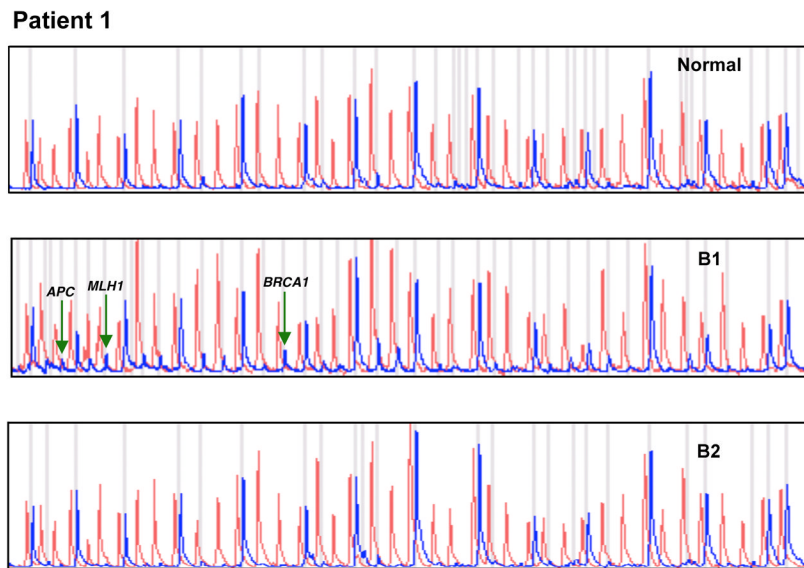 Patient 1
Normal
B1
APC
MLH1
BRCA1
B2